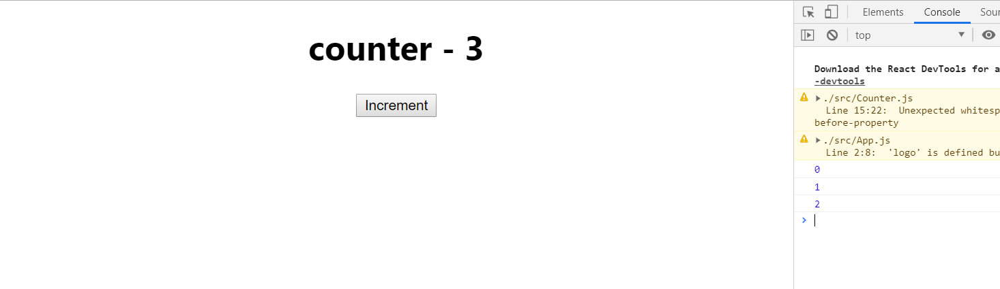 counter - 3
Increment
Elements Console Sour
top
Download the React DevTools for a
-devtools
./src/Counter.js
Line 15:22: Unexpected whitesp
before-property
./src/App.js
Line 2:8: 'logo' is defined bu
0
1
2